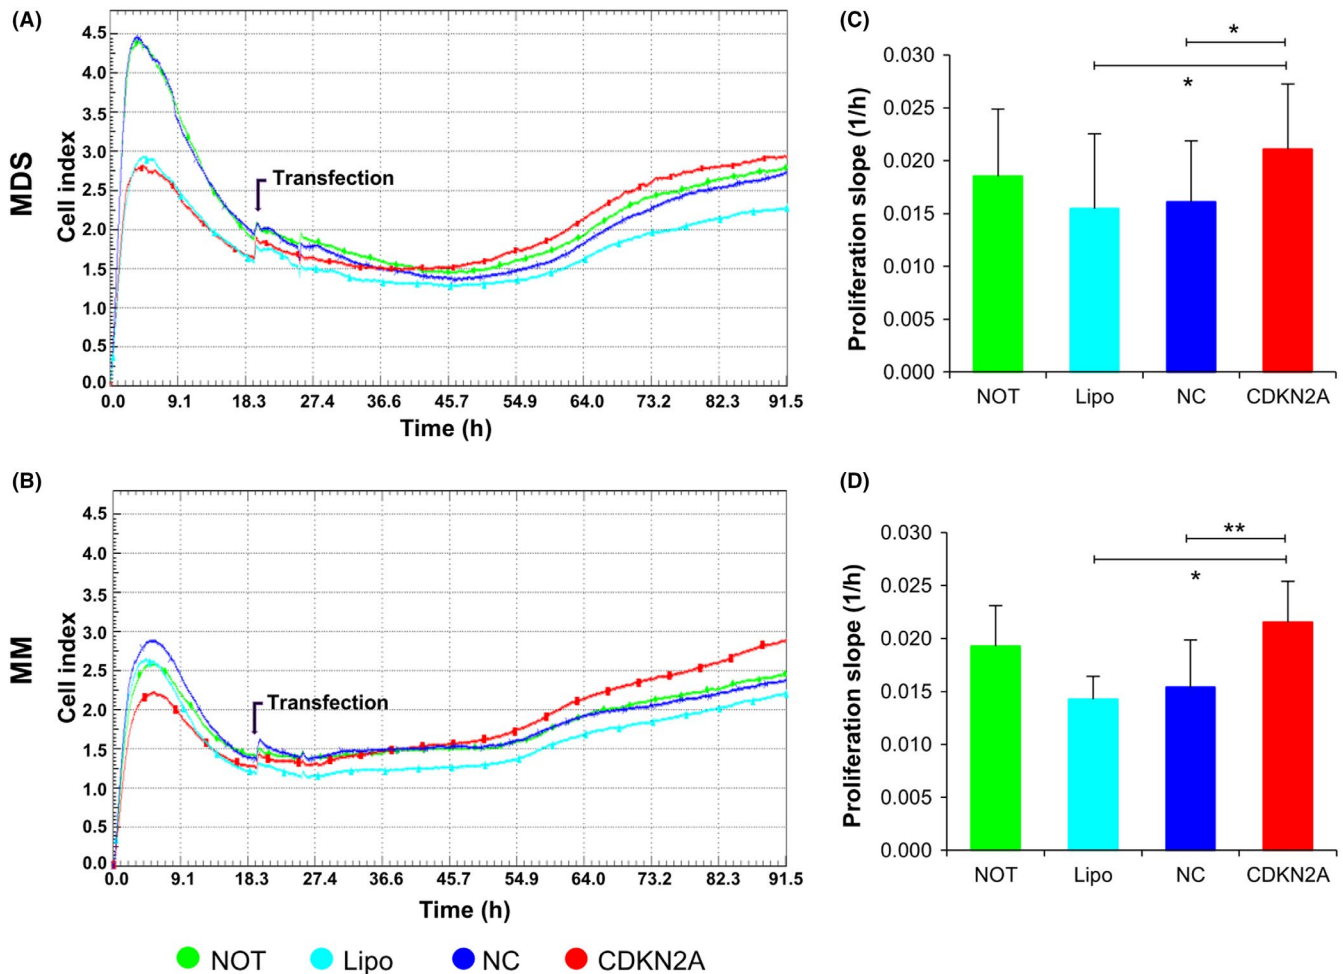 (A)
MDS
Cell index
4.5
4.0
3.5
3.0
2.5
2.0
1.5
1.0
0.5
0.0
Transfection
0.0 9.1 18.3 27.4 36.6 45.7 54.9 64.0 73.2 82.3 91.5
Time (h)
(C)
Proliferation slope (1/h)
0.030
0.025
0.020
0.015
0.010
0.005
0.000
*
*
NOT Lipo NC CDKN2A
(B)
MM
Cell index
4.5
4.0
3.5
3.0
2.5
2.0
1.5
1.0
0.5
0.0
Transfection
0.0 9.1 18.3 27.4 36.6 45.7 54.9 64.0 73.2 82.3 91.5
Time (h)
(D)
Proliferation slope (1/h)
0.030
0.025
0.020
0.015
0.010
0.005
0.000
**
*
NOT Lipo NC CDKN2A
NOT Lipo NC CDKN2A